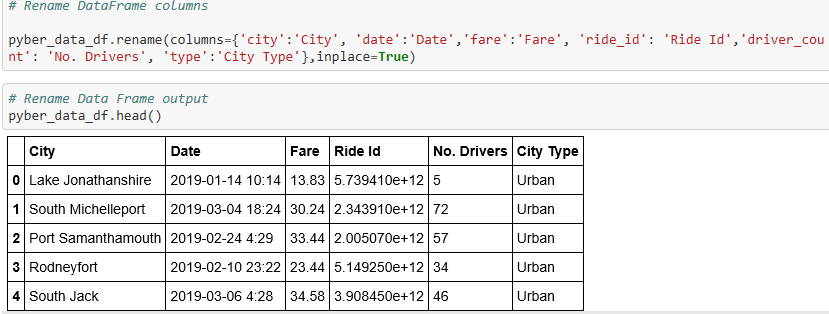 # Rename DataFrame columns
pyber_data_df.rename(columns={'city':'City', 'date':'Date','fare':'Fare', 'ride_id': 'Ride Id','driver_cou
nt': 'No. Drivers', 'type':'City Type'},inplace=True)
# Rename Data Frame output
pyber_data_df.head()
City Date Fare Ride Id No. Drivers City Type
0 Lake Jonathanshire 2019-01-14 10:14 13.83 5.739410e+12 5 Urban
1 South Michelleport 2019-03-04 18:24 30.24 2.343910e+12 72 Urban
2 Port Samanthamouth 2019-02-24 4:29 33.44 2.005070e+12 57 Urban
3 Rodneyfort 2019-02-10 23:22 23.44 5.149250e+12 34 Urban
4 South Jack 2019-03-06 4:28 34.58 3.908450e+12 46 Urban